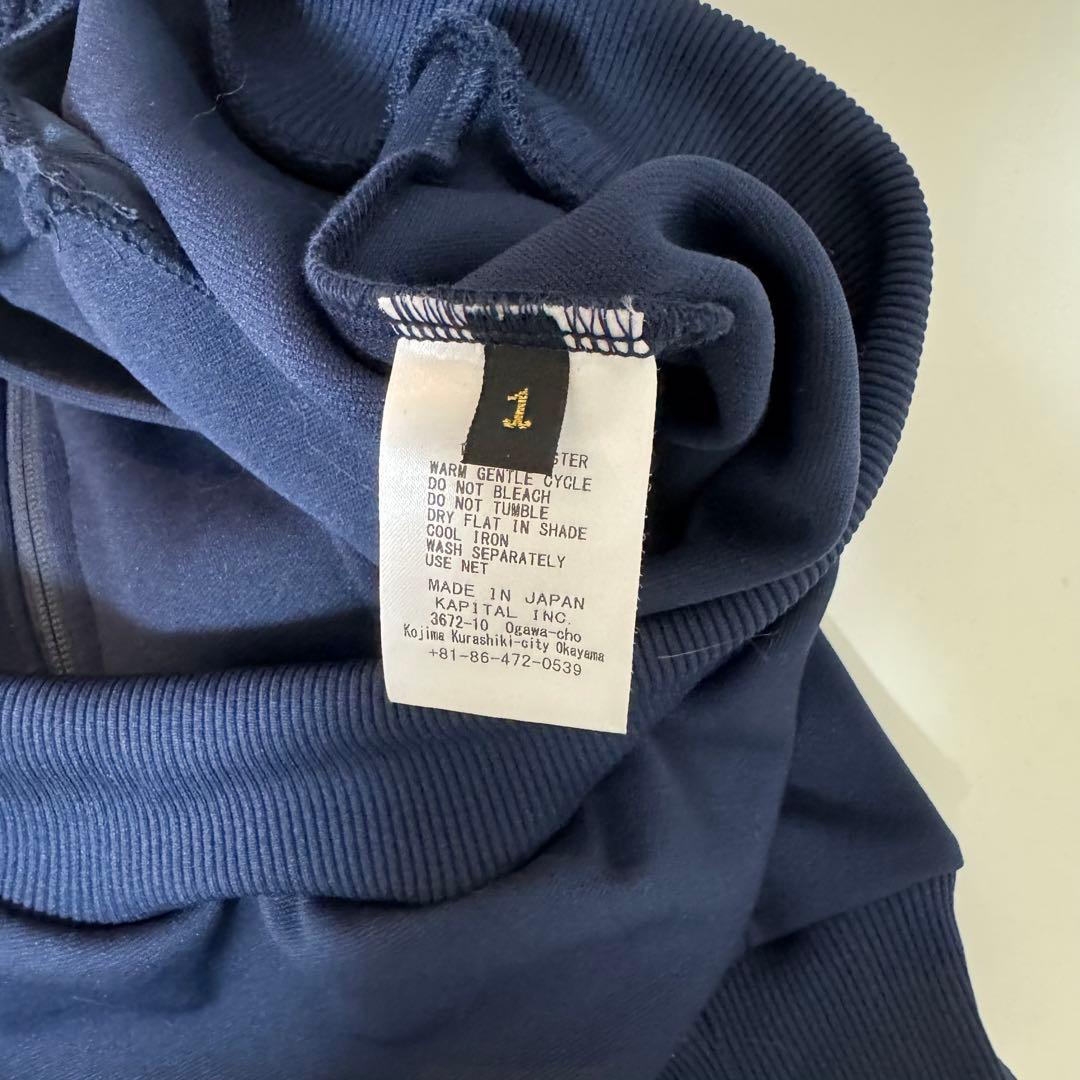 1
WARM GENTLE CYCLE
DO NOT BLEACH
DO NOT TUMBLE
DRY FLAT IN SHADE
COOL IRON
WASH SEPARATELY
USE NET
MADE IN JAPAN
KAPITAL INC.
3672-10 Ogawa-cho
Kojima Kurashiki-city Okayama
+81-86-472-0539